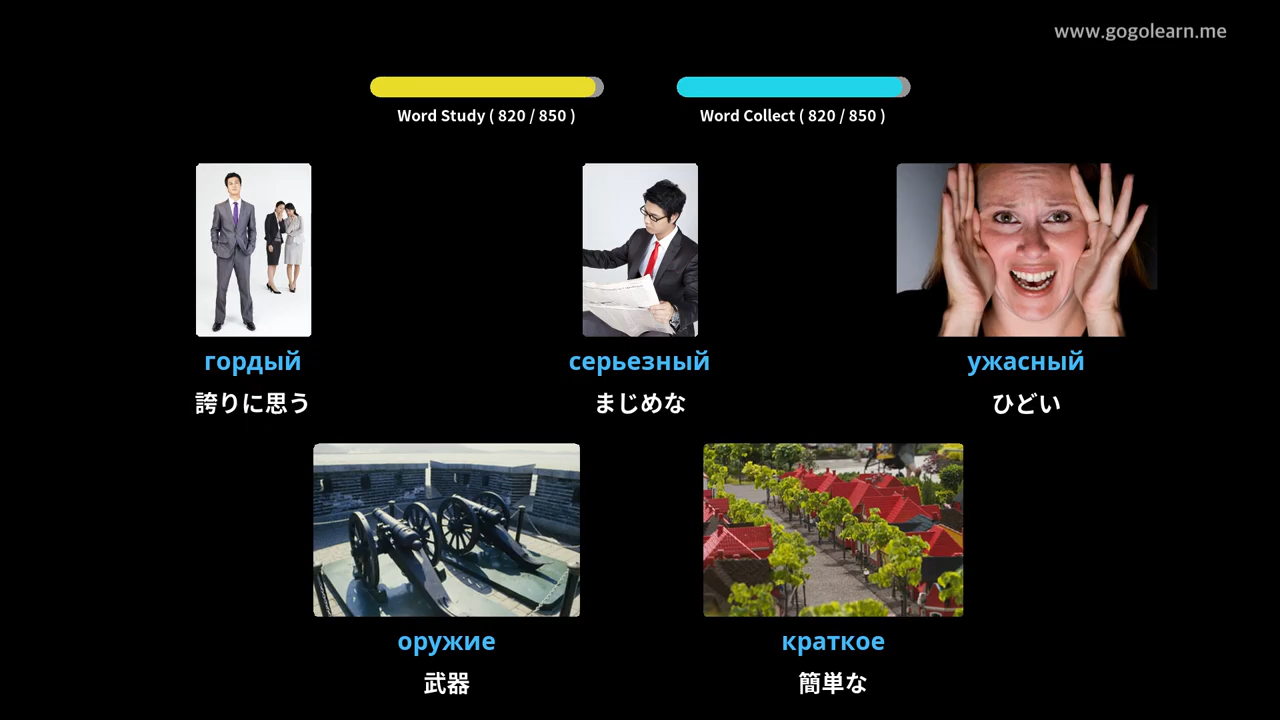 www.gogolearn.me
Word Study ( 820 / 850 )
Word Collect ( 820 / 850 )
гордый
誇りに思う
серьезный
まじめな
ужасный
ひどい
оружие
武器
краткое
簡単な